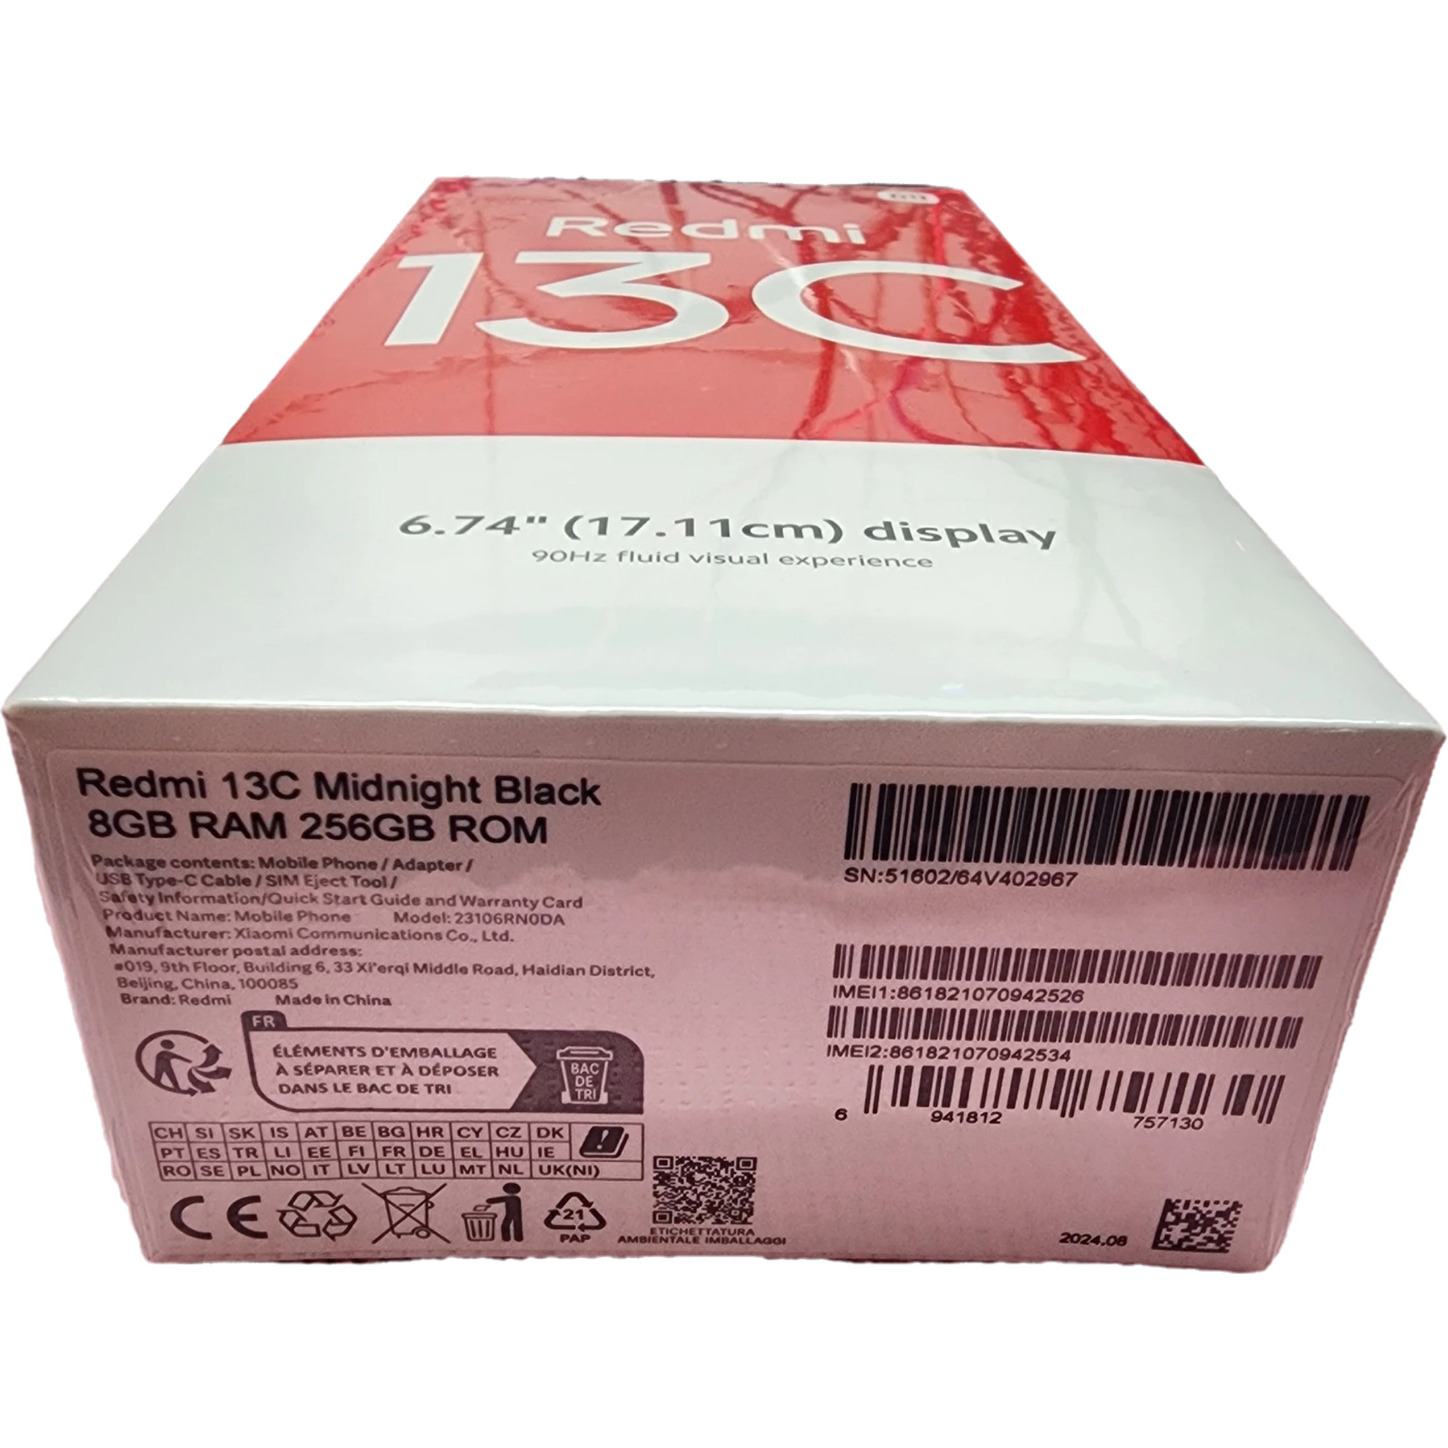 Redmi
13C
6.74" (17.11cm) display
90Hz fluid visual experience
Redmi 13C Midnight Black
8GB RAM 256GB ROM
Package contents: Mobile Phone / Adapter /
USB Type-C Cable / SIM Eject Tool /
Safety Information/Quick Start Guide and Warranty Card
Product Name: Mobile Phone Model: 23106RN0DA
Manufacturer: Xiaomi Communications Co., Ltd.
Manufacturer postal address:
#019, 9th Floor, Building 6, 33 Xi'erqi Middle Road, Haidian District,
Beijing, China, 100085
Brand: Redmi Made in China
FR
ÉLÉMENTS D'EMBALLAGE
À SÉPARER ET À DÉPOSER
DANS LE BAC DE TRI
BAC
DE
TRI
CH SI SK IS AT BE BG HR CY CZ DK
PT ES TR LI EE FI FR DE EL HU IE
RO SE PL NO IT LV LT LU MT NL UK(NI)
CE
21
PAP
ETICHETTATURA
AMBIENTALE IMBALLAGGI
SN:51602/64V402967
IMEI1:861821070942526
IMEI2:861821070942534
6 941812 757130
2024.08